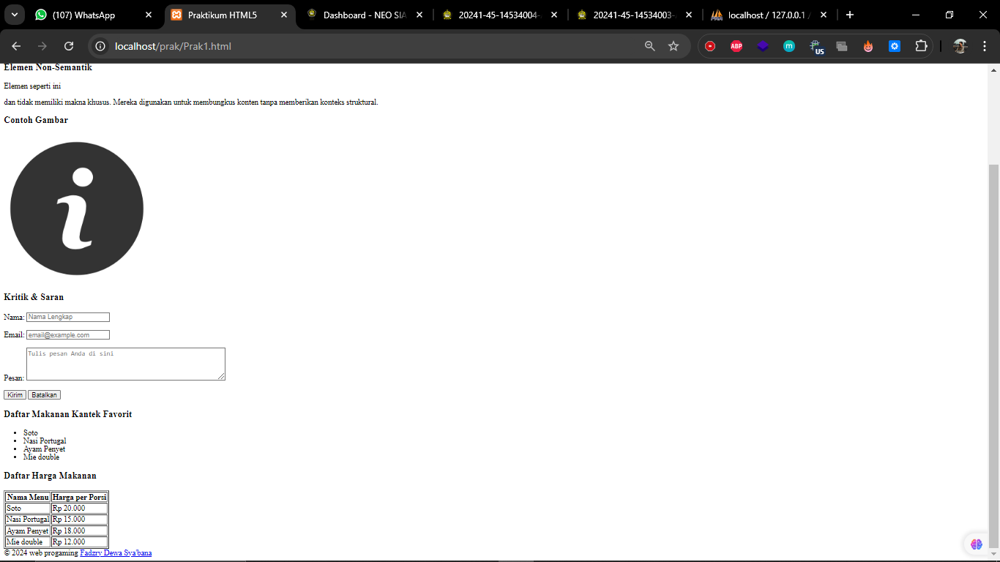 (107) WhatsApp
Praktikum HTML5
Dashboard - NEO SIA
20241-45-14534004-
20241-45-14534003-
localhost / 127.0.0.1 /
localhost/prak/Prak1.html
ABP
m
US
Elemen Non-Semantik
Elemen seperti ini
dan tidak memiliki makna khusus. Mereka digunakan untuk membungkus konten tanpa memberikan konteks struktural.
Contoh Gambar
i
Kritik & Saran
Nama: Nama Lengkap
Email: email@example.com
Tulis pesan Anda di sini
Pesan:
Kirim Batalkan
Daftar Makanan Kantek Favorit
• Soto
• Nasi Portugal
• Ayam Penyet
• Mie double
Daftar Harga Makanan
Nama Menu Harga per Porsi
Soto Rp 20.000
Nasi Portugal Rp 15.000
Ayam Penyet Rp 18.000
Mie double Rp 12.000
© 2024 web progaming Fadzry Dewa Sya'bana